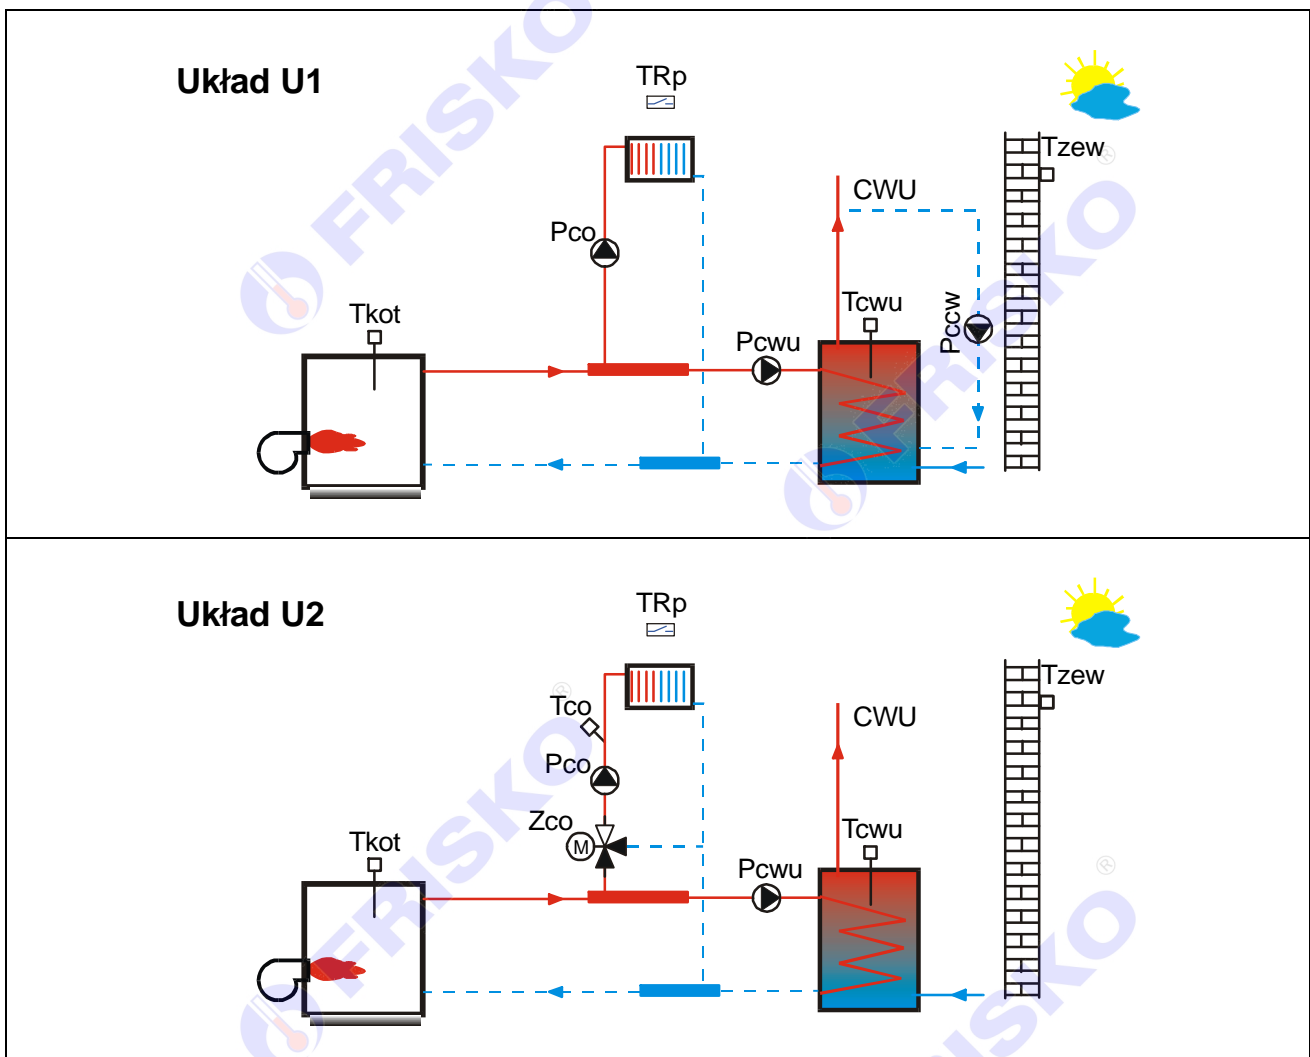 Układ U1
TRp
Tzew
CWU
Pco
Tkot
Tcwu
Pccw
Pcwu
FRISKO
®
FRISKO
Układ U2
TRp
Tzew
Tco
CWU
Pco
Zco
M
Tkot
Tcwu
Pcwu
®
FRISKO
®
FRISKO